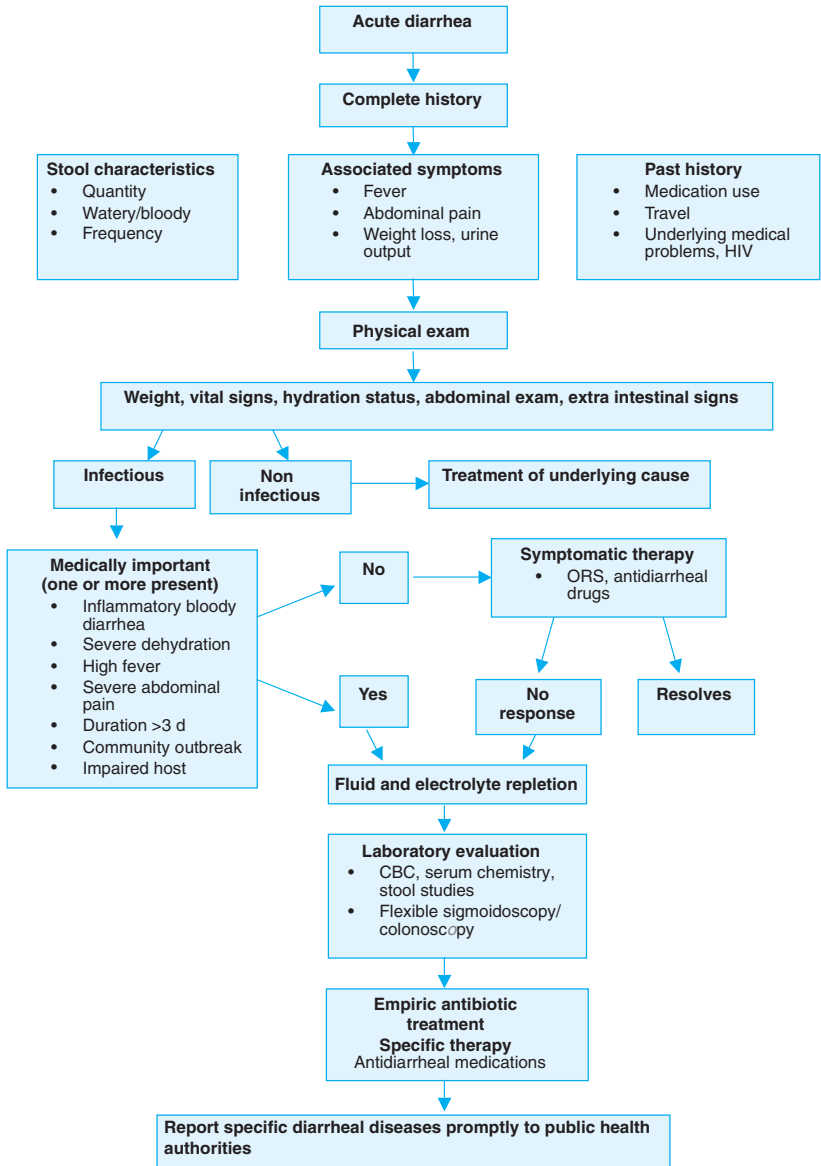 Acute diarrhea
Complete history
Stool characteristics
• Quantity
• Watery/bloody
• Frequency
Associated symptoms
• Fever
• Abdominal pain
• Weight loss, urine
output
Past history
• Medication use
• Travel
• Underlying medical
problems, HIV
Physical exam
Weight, vital signs, hydration status, abdominal exam, extra intestinal signs
Infectious
Non
infectious
Treatment of underlying cause
Medically important
(one or more present)
• Inflammatory bloody
diarrhea
• Severe dehydration
• High fever
• Severe abdominal
pain
• Duration >3 d
• Community outbreak
• Impaired host
No
Symptomatic therapy
• ORS, antidiarrheal
drugs
Yes
No
response
Resolves
Fluid and electrolyte repletion
Laboratory evaluation
• CBC, serum chemistry,
stool studies
• Flexible sigmoidoscopy/
colonoscopy
Empiric antibiotic
treatment
Specific therapy
Antidiarrheal medications
Report specific diarrheal diseases promptly to public health
authorities